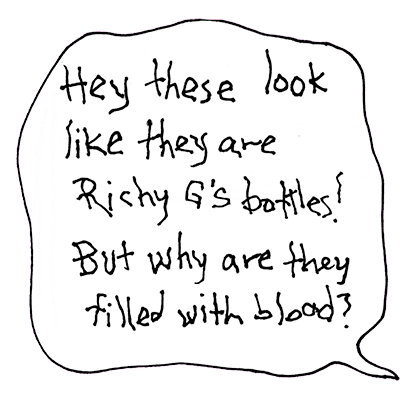 Hey these look
like they are
Richy G's bottles!
But why are they
filled with blood?